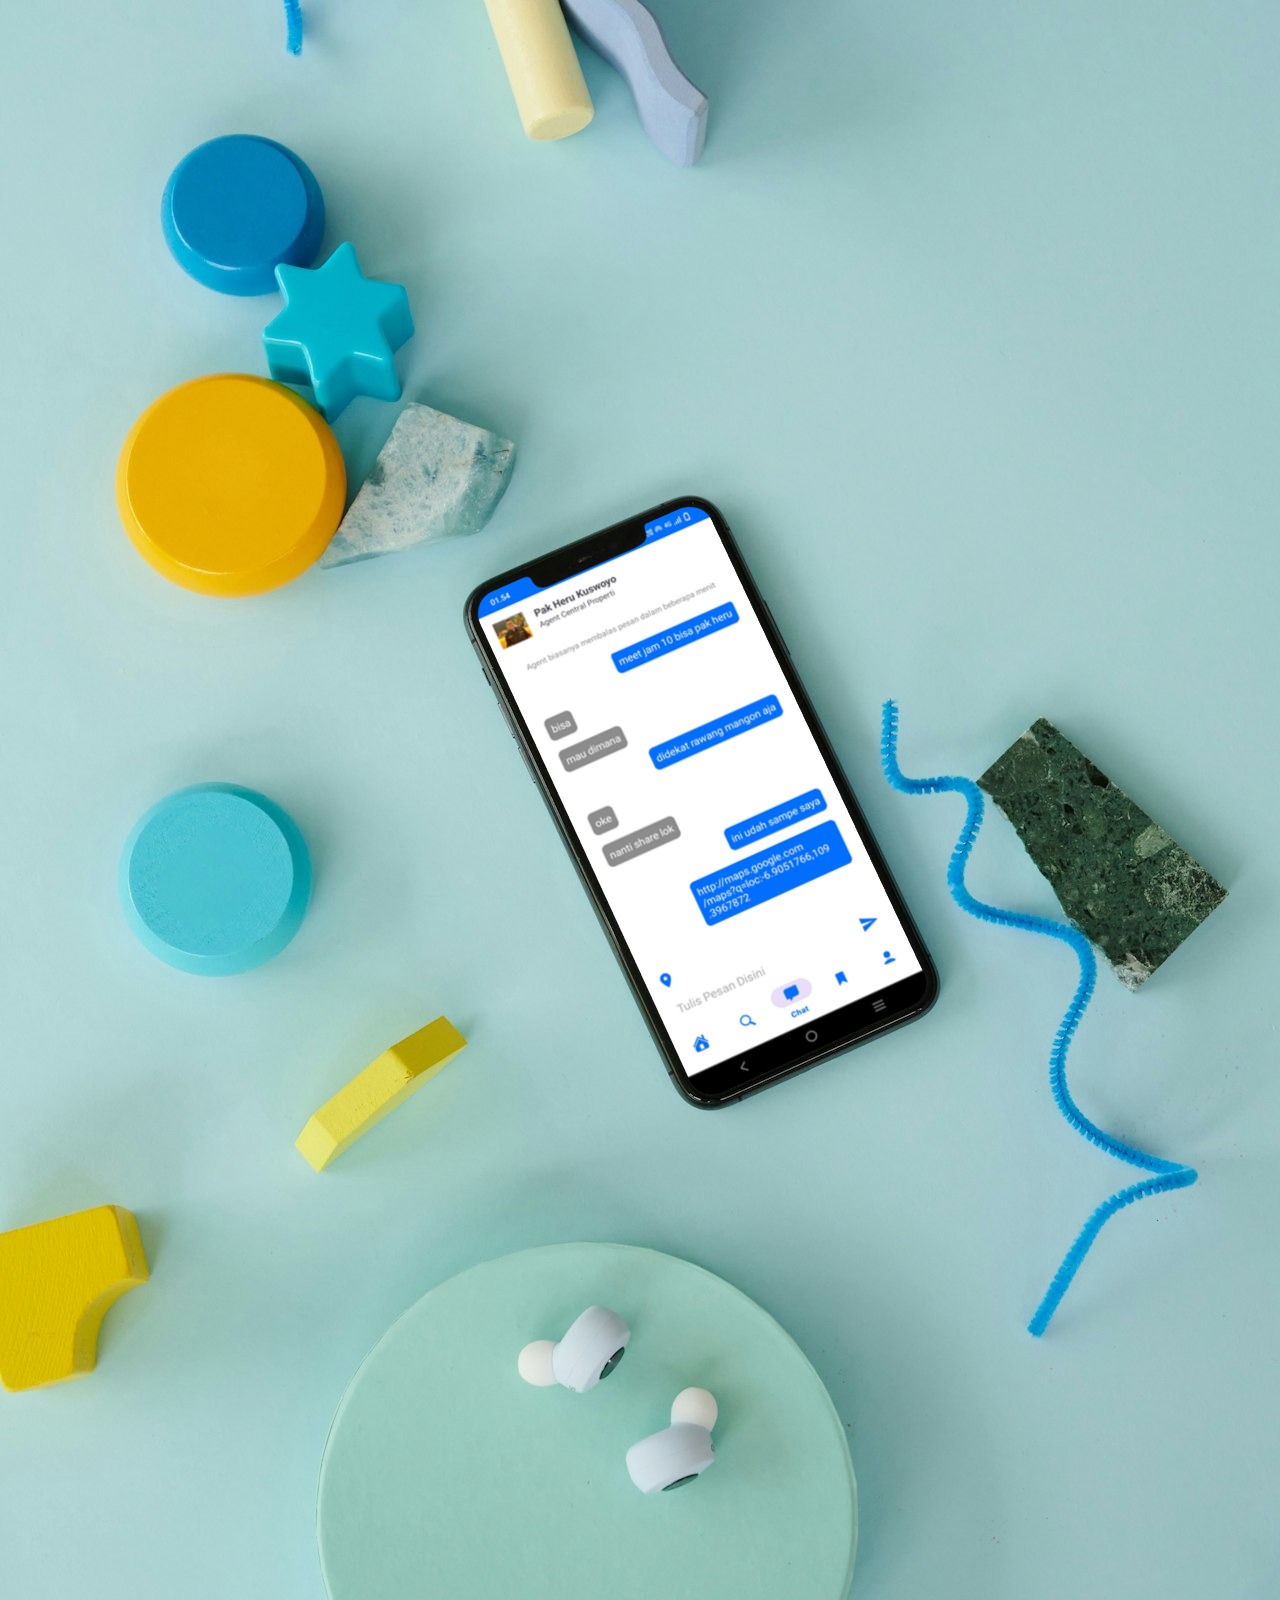 01.54
4G
Pak Heru Kuswoyo
Agent Central Properti
Agent biasanya membalas pesan dalam beberapa menit
meet jam 10 bisa pak heru
bisa
mau dimana
didekat rawang mangon aja
oke
nanti share lok
ini udah sampe saya
http://maps.google.com
/maps?q=loc:-6.9051766,109
.3967872
Tulis Pesan Disini
Chat